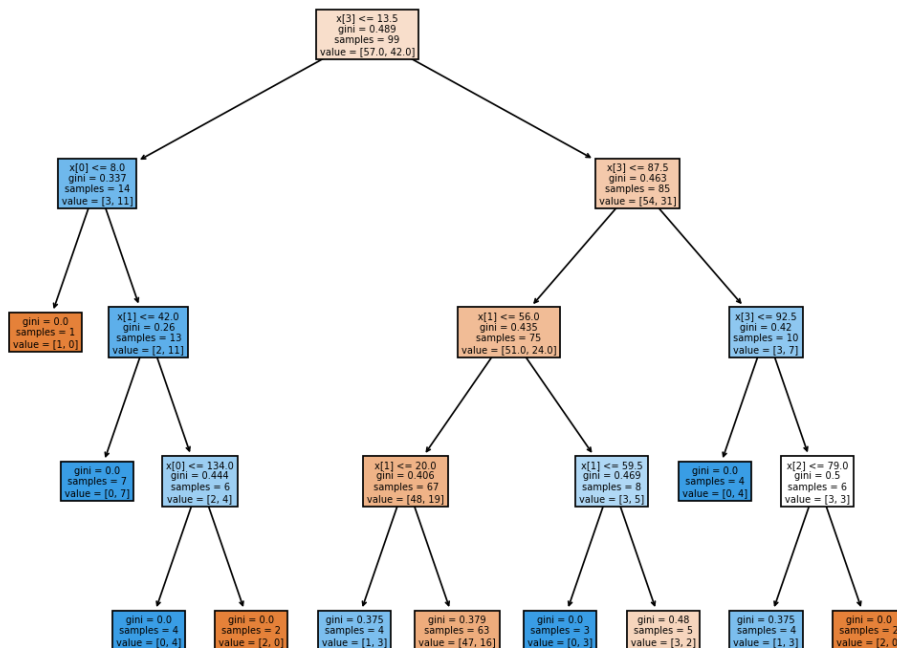 x[3] <= 13.5
gini = 0.489
samples = 99
value = [57.0, 42.0]
x[0] <= 8.0
gini = 0.337
samples = 14
value = [3, 11]
x[3] <= 87.5
gini = 0.463
samples = 85
value = [54, 31]
gini = 0.0
samples = 1
value = [1, 0]
x[1] <= 42.0
gini = 0.26
samples = 13
value = [2, 11]
x[1] <= 56.0
gini = 0.435
samples = 75
value = [51.0, 24.0]
x[3] <= 92.5
gini = 0.42
samples = 10
value = [3, 7]
gini = 0.0
samples = 7
value = [0, 7]
x[0] <= 134.0
gini = 0.444
samples = 6
value = [2, 4]
x[1] <= 20.0
gini = 0.406
samples = 67
value = [48, 19]
x[1] <= 59.5
gini = 0.469
samples = 8
value = [3, 5]
gini = 0.0
samples = 4
value = [0, 4]
x[2] <= 79.0
gini = 0.5
samples = 6
value = [3, 3]
gini = 0.0
samples = 4
value = [0, 4]
gini = 0.0
samples = 2
value = [2, 0]
gini = 0.375
samples = 4
value = [1, 3]
gini = 0.379
samples = 63
value = [47, 16]
gini = 0.0
samples = 3
value = [0, 3]
gini = 0.48
samples = 5
value = [3, 2]
gini = 0.375
samples = 4
value = [1, 3]
gini = 0.0
samples = 2
value = [2, 0]